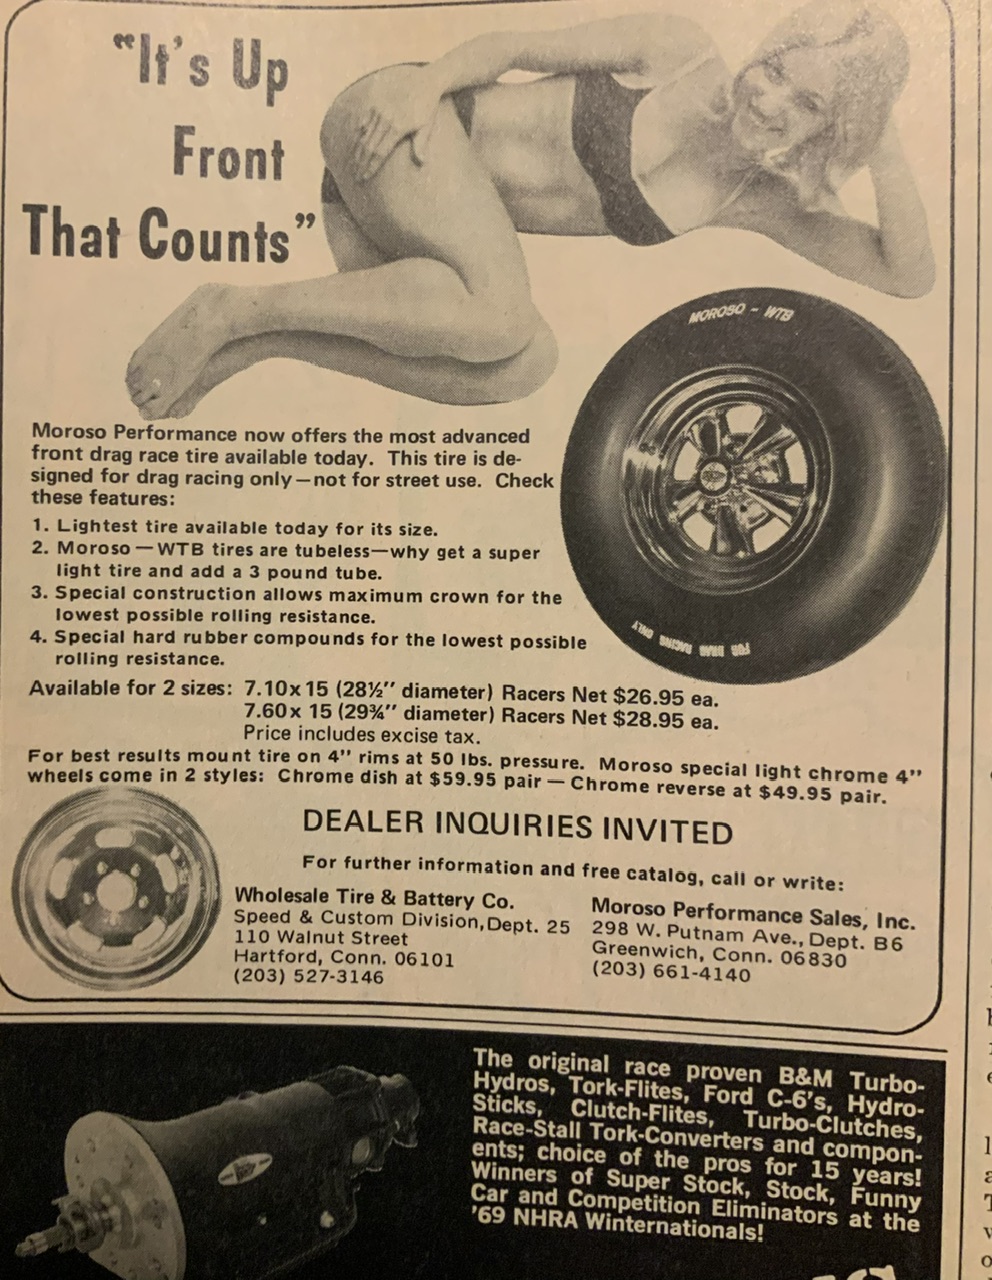 "It's Up
Front
That Counts"
MOROSO - WTB
FOR DRAG RACING ONLY
Moroso Performance now offers the most advanced
front drag race tire available today. This tire is de-
signed for drag racing only—not for street use. Check
these features:
1. Lightest tire available today for its size.
2. Moroso—WTB tires are tubeless—why get a super
light tire and add a 3 pound tube.
3. Special construction allows maximum crown for the
lowest possible rolling resistance.
4. Special hard rubber compounds for the lowest possible
rolling resistance.
Available for 2 sizes: 7.10x15 (28½" diameter) Racers Net $26.95 ea.
7.60x 15 (29¾" diameter) Racers Net $28.95 ea.
Price includes excise tax.
For best results mount tire on 4" rims at 50 lbs. pressure. Moroso special light chrome 4"
wheels come in 2 styles: Chrome dish at $59.95 pair — Chrome reverse at $49.95 pair.
DEALER INQUIRIES INVITED
For further information and free catalog, call or write:
Wholesale Tire & Battery Co.
Speed & Custom Division, Dept. 25
110 Walnut Street
Hartford, Conn. 06101
(203) 527-3146
Moroso Performance Sales, Inc.
298 W. Putnam Ave., Dept. B6
Greenwich, Conn. 06830
(203) 661-4140
The original race proven B&M Turbo-
Hydros, Tork-Flites, Ford C-6's, Hydro-
Sticks, Clutch-Flites, Turbo-Clutches,
Race-Stall Tork-Converters and compon-
ents; choice of the pros for 15 years!
Winners of Super Stock, Stock, Funny
Car and Competition Eliminators at the
'69 NHRA Winternationals!